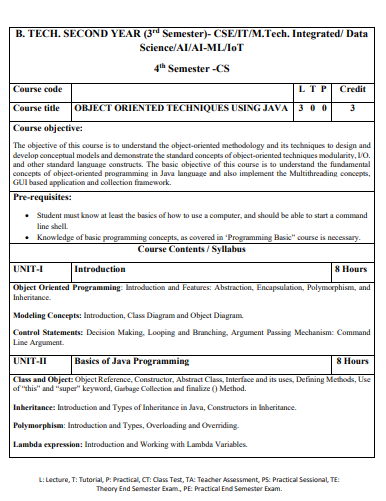 B. TECH. SECOND YEAR (3rd Semester)- CSE/IT/M.Tech. Integrated/ Data
Science/AI/AI-ML/IoT
4th Semester -CS
Course code L T P Credit
Course title OBJECT ORIENTED TECHNIQUES USING JAVA 3 0 0 3
Course objective:
The objective of this course is to understand the object-oriented methodology and its techniques to design and
develop conceptual models and demonstrate the standard concepts of object-oriented techniques modularity, I/O.
and other standard language constructs. The basic objective of this course is to understand the fundamental
concepts of object-oriented programming in Java language and also implement the Multithreading concepts,
GUI based application and collection framework.
Pre-requisites:
• Student must know at least the basics of how to use a computer, and should be able to start a command
line shell.
• Knowledge of basic programming concepts, as covered in ‘Programming Basic” course is necessary.
Course Contents / Syllabus
UNIT-I Introduction 8 Hours
Object Oriented Programming: Introduction and Features: Abstraction, Encapsulation, Polymorphism, and
Inheritance.
Modeling Concepts: Introduction, Class Diagram and Object Diagram.
Control Statements: Decision Making, Looping and Branching, Argument Passing Mechanism: Command
Line Argument.
UNIT-II Basics of Java Programming 8 Hours
Class and Object: Object Reference, Constructor, Abstract Class, Interface and its uses, Defining Methods, Use
of “this” and “super” keyword, Garbage Collection and finalize () Method.
Inheritance: Introduction and Types of Inheritance in Java, Constructors in Inheritance.
Polymorphism: Introduction and Types, Overloading and Overriding.
Lambda expression: Introduction and Working with Lambda Variables.
L: Lecture, T: Tutorial, P: Practical, CT: Class Test, TA: Teacher Assessment, PS: Practical Sessional, TE:
Theory End Semester Exam., PE: Practical End Semester Exam.